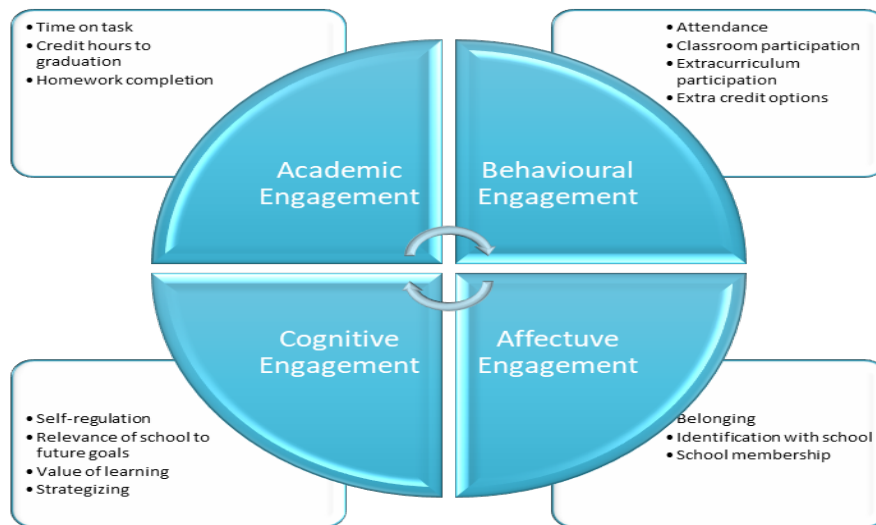 • Time on task
• Credit hours to
graduation
• Homework completion
• Attendance
• Classroom participation
• Extracurriculum
participation
• Extra credit options
Academic
Engagement
Behavioural
Engagement
Cognitive
Engagement
Affectuve
Engagement
• Self-regulation
• Relevance of school to
future goals
• Value of learning
• Strategizing
Belonging
• Identification with school
• School membership